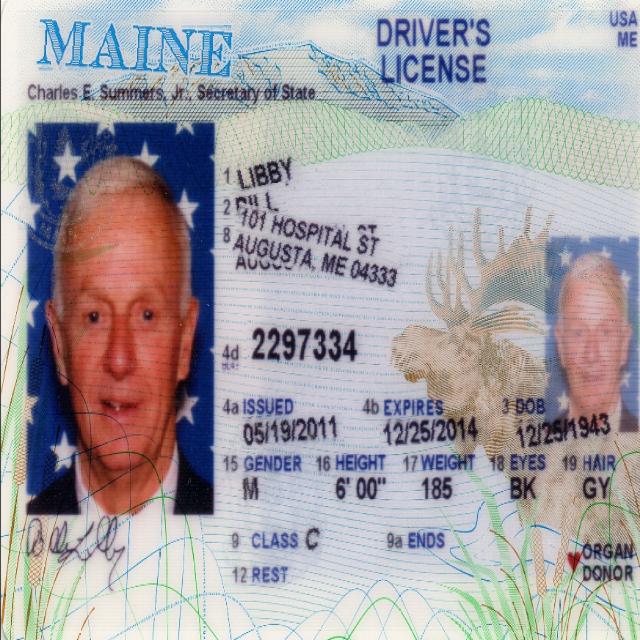 MAINE
DRIVER'S
LICENSE
USA
ME
Charles E. Summers, Jr., Secretary of State
1 LIBBY
2 BILL
8 101 HOSPITAL ST
AUGUSTA, ME 04333
4d 2297334
4a ISSUED 4b EXPIRES 3 DOB
05/19/2011 12/25/2014 12/25/1943
15 GENDER 16 HEIGHT 17 WEIGHT 18 EYES 19 HAIR
M 6' 00" 185 BK GY
9 CLASS C 9a ENDS
12 REST
ORGAN
DONOR